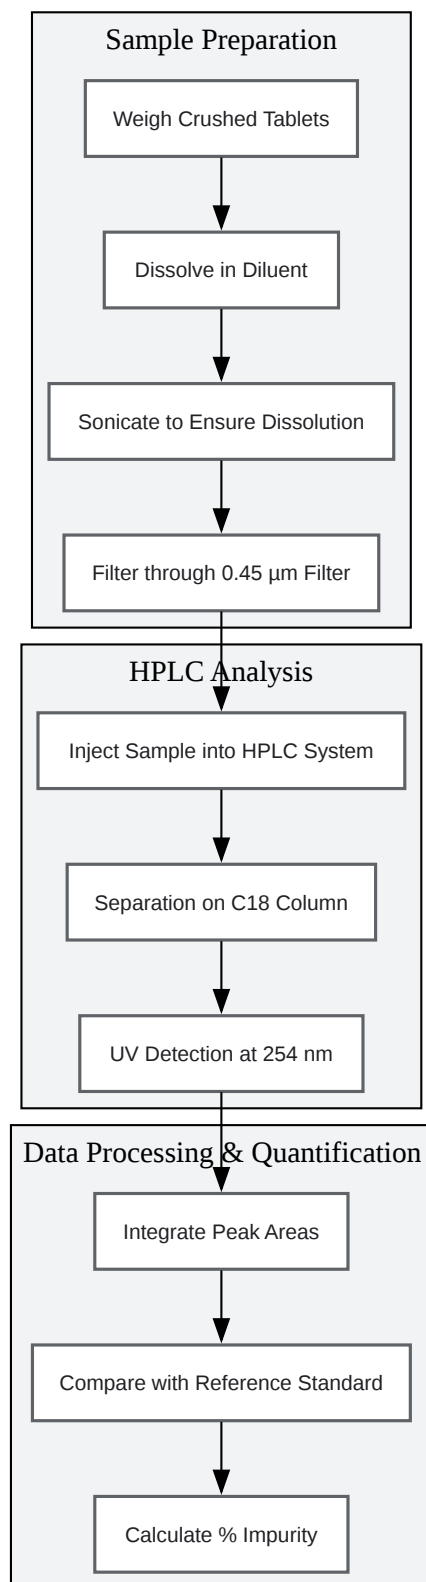 Sample Preparation
Weigh Crushed Tablets
Dissolve in Diluent
Sonicate to Ensure Dissolution
Filter through 0.45 µm Filter
HPLC Analysis
Inject Sample into HPLC System
Separation on C18 Column
UV Detection at 254 nm
Data Processing & Quantification
Integrate Peak Areas
Compare with Reference Standard
Calculate % Impurity